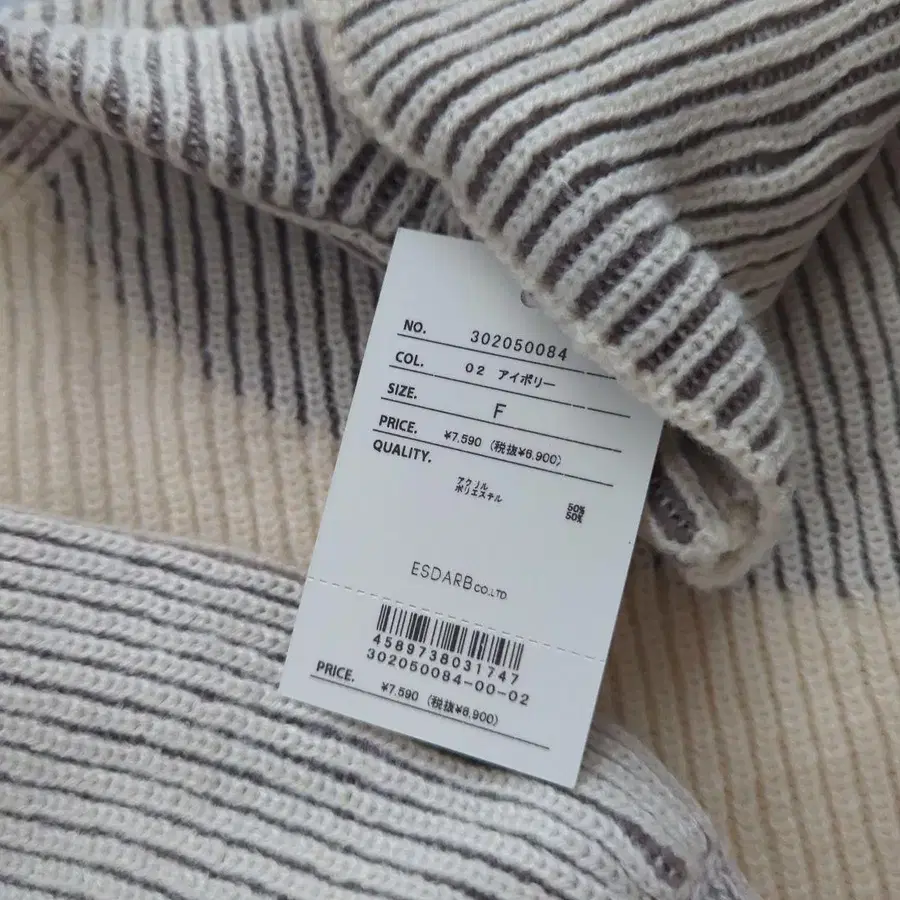 NO. 302050084
COL. 02 アイボリー
SIZE. F
PRICE. ¥7.590 (税抜¥6,900)
QUALITY.
アクリル 50%
ポリエステル 50%
ESDARB CO.,LTD.
4589738031747
302050084-00-02
PRICE. ¥7.590 (税抜¥6,900)